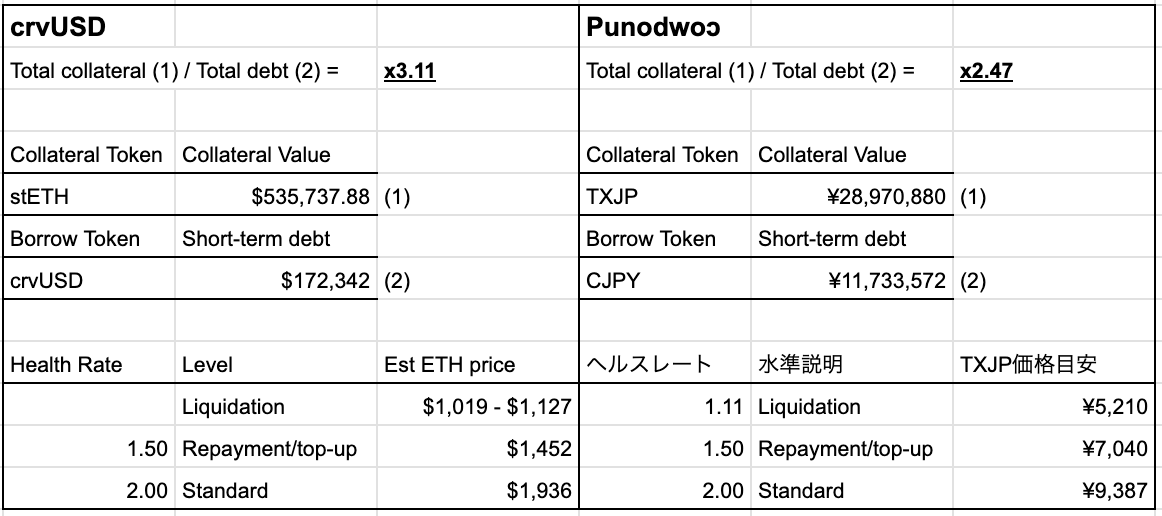 crvUSD
Punodwoɔ
Total collateral (1) / Total debt (2) = x3.11
Total collateral (1) / Total debt (2) = x2.47
Collateral Token Collateral Value
Collateral Token Collateral Value
stETH $535,737.88 (1)
TXJP ¥28,970,880 (1)
Borrow Token Short-term debt
Borrow Token Short-term debt
crvUSD $172,342 (2)
CJPY ¥11,733,572 (2)
Health Rate Level Est ETH price
ヘルスレート 水準説明 TXJP価格目安
Liquidation $1,019 - $1,127
1.11 Liquidation ¥5,210
1.50 Repayment/top-up $1,452
1.50 Repayment/top-up ¥7,040
2.00 Standard $1,936
2.00 Standard ¥9,387